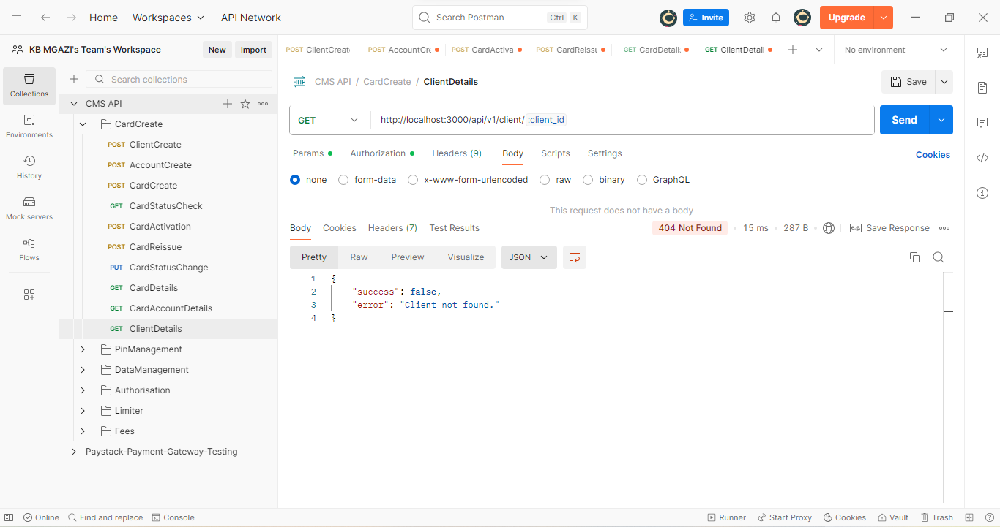 Home Workspaces API Network Search Postman Ctrl K Invite Upgrade
KB MGAZI's Team's Workspace New Import
POST ClientCreat POST AccountCre POST CardActiva POST CardReissu GET CardDetail GET ClientDetai No environment
Collections
Environments
History
Mock servers
Flows
Search collections
CMS API
CardCreate
POST ClientCreate
POST AccountCreate
POST CardCreate
GET CardStatusCheck
POST CardActivation
POST CardReissue
PUT CardStatusChange
GET CardDetails
GET CardAccountDetails
GET ClientDetails
PinManagement
DataManagement
Authorisation
Limiter
Fees
Paystack-Payment-Gateway-Testing
HTTP CMS API / CardCreate / ClientDetails Save
GET http://localhost:3000/api/v1/client/ :client_id Send
Params Authorization Headers (9) Body Scripts Settings Cookies
none form-data x-www-form-urlencoded raw binary GraphQL
This request does not have a body
Body Cookies Headers (7) Test Results 404 Not Found 15 ms 287 B e.g. Save Response
Pretty Raw Preview Visualize JSON
1 {
2 "success": false,
3 "error": "Client not found."
4 }
Online Find and replace Console Runner Start Proxy Cookies Vault Trash